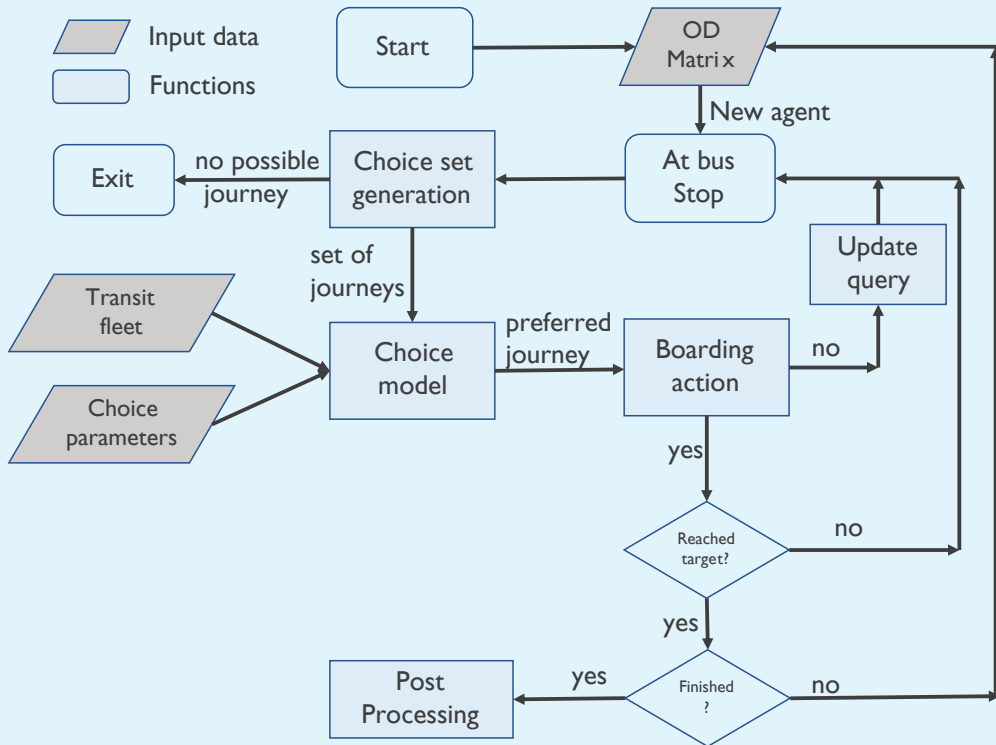 Input data
Functions
Start
OD
Matrix
New agent
At bus
Stop
Choice set
generation
no possible
journey
Exit
set of
journeys
Transit
fleet
Choice
parameters
Choice
model
preferred
journey
Boarding
action
no
Update
query
yes
Reached
target?
no
yes
Finished
?
no
yes
Post
Processing